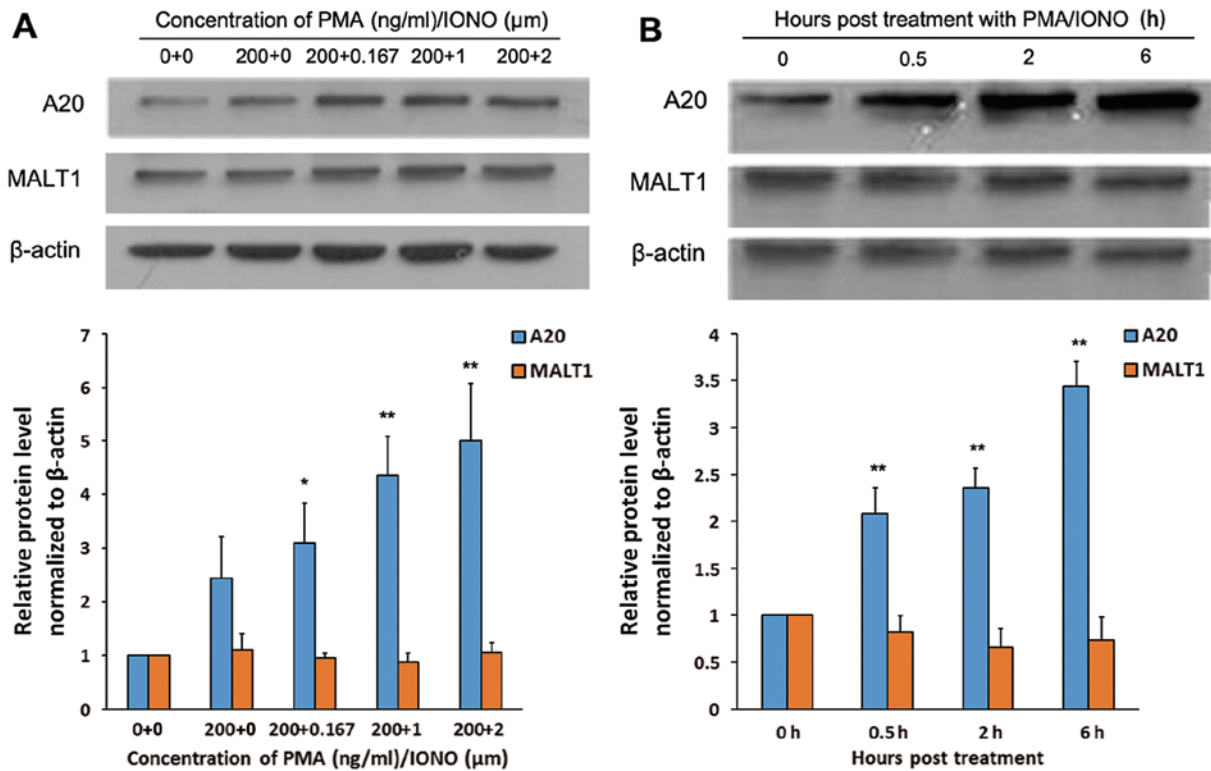 A
Concentration of PMA (ng/ml)/IONO (μm)
0+0 200+0 200+0.167 200+1 200+2
A20
MALT1
β-actin
7
6
5
4
3
2
1
0
Relative protein level
normalized to β-actin
A20
MALT1
*
**
**
0+0 200+0 200+0.167 200+1 200+2
Concentration of PMA (ng/ml)/IONO (μm)
B
Hours post treatment with PMA/IONO (h)
0 0.5 2 6
A20
MALT1
β-actin
4
3.5
3
2.5
2
1.5
1
0.5
0
Relative protein level
normalized to β-actin
A20
MALT1
**
**
**
0 h 0.5 h 2 h 6 h
Hours post treatment